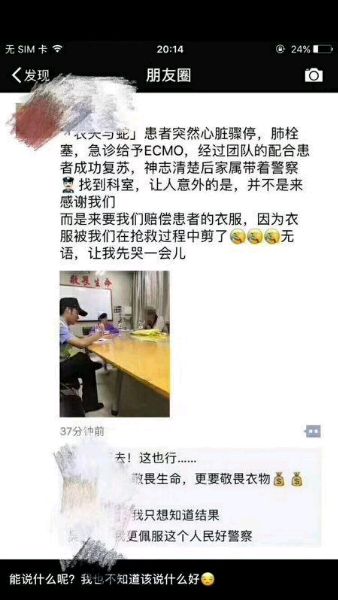 无 SIM 卡
20:14
24%
发现
朋友圈
「农夫与蛇」患者突然心脏骤停，肺栓
塞，急诊给予ECMO，经过团队的配合患
者成功复苏，神志清楚后家属带着警察
👮🏻找到科室，让人意外的是，并不是来
感谢我们
而是来要我们赔偿患者的衣服，因为衣
服被我们在抢救过程中剪了🤣🤣🤣无
语，让我先哭一会儿
敬畏生命
37分钟前
去！这也行……
敬畏生命，更要敬畏衣物💰💰
我只想知道结果
更佩服这个人民好警察
能说什么呢？我也不知道该说什么好😒